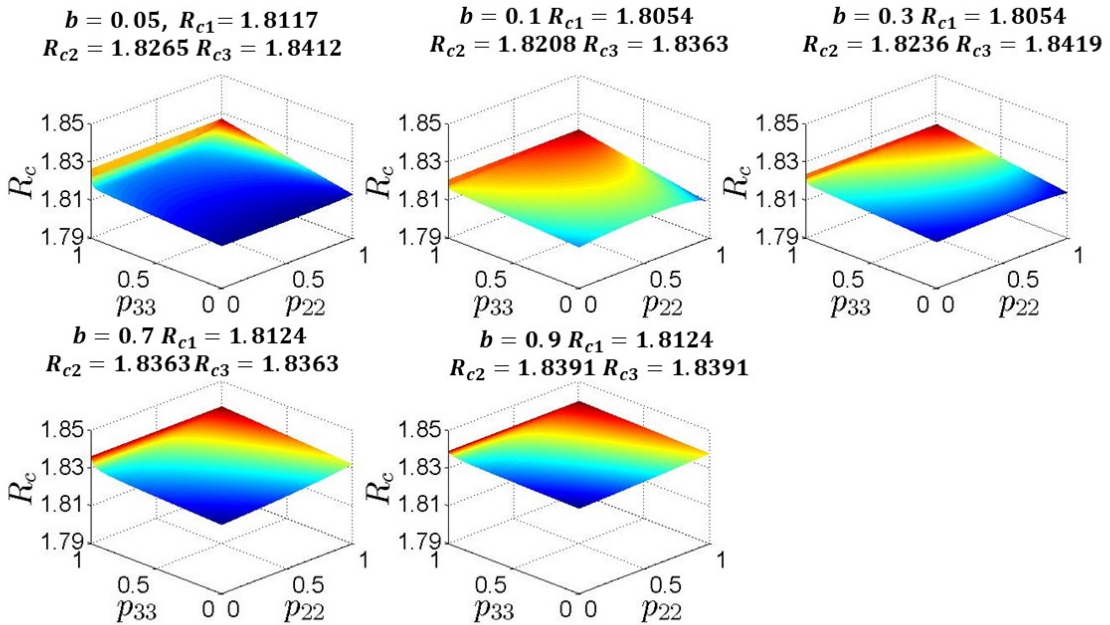 b = 0.05, R_c1 = 1.8117
R_c2 = 1.8265 R_c3 = 1.8412
b = 0.1 R_c1 = 1.8054
R_c2 = 1.8208 R_c3 = 1.8363
b = 0.3 R_c1 = 1.8054
R_c2 = 1.8236 R_c3 = 1.8419
1.85
1.83
1.81
1.79
R_c
1
0.5
0
p_33
0
0.5
1
p_22
1.85
1.83
1.81
1.79
R_c
1
0.5
0
p_33
0
0.5
1
p_22
1.85
1.83
1.81
1.79
R_c
1
0.5
0
p_33
0
0.5
1
p_22
b = 0.7 R_c1 = 1.8124
R_c2 = 1.8363 R_c3 = 1.8363
b = 0.9 R_c1 = 1.8124
R_c2 = 1.8391 R_c3 = 1.8391
1.85
1.83
1.81
1.79
R_c
1
0.5
0
p_33
0
0.5
1
p_22
1.85
1.83
1.81
1.79
R_c
1
0.5
0
p_33
0
0.5
1
p_22